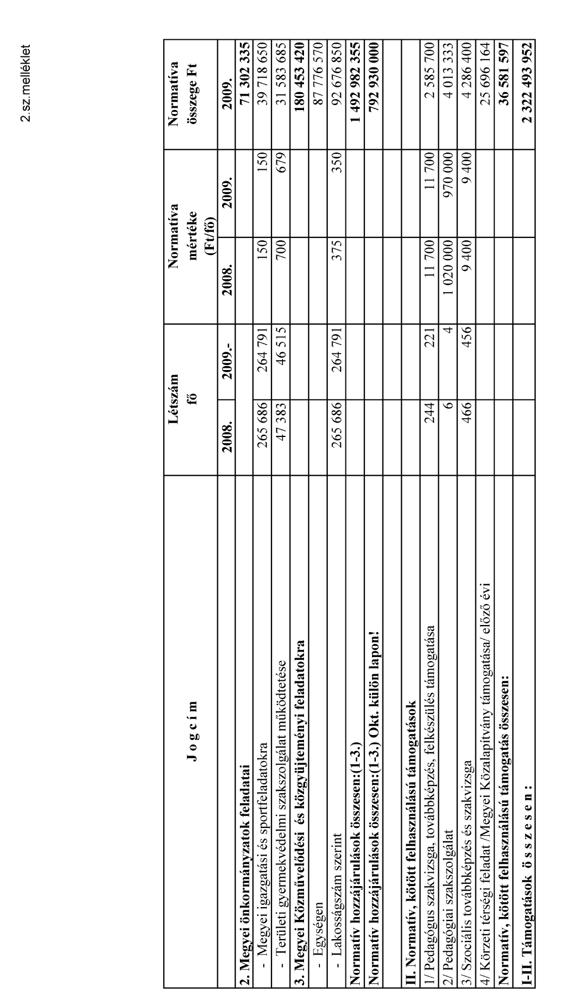 2.sz.melléklet
J o g c í m Létszám fő Normatíva mértéke (Ft/fő) Normatíva összege Ft
2008. 2009.- 2008. 2009. 2009.
2. Megyei önkormányzatok feladatai 71 302 335
- Megyei igazgatási és sportfeladatokra 265 686 264 791 150 150 39 718 650
- Területi gyermekvédelmi szakszolgálat működtetése 47 383 46 515 700 679 31 583 685
3. Megyei Közművelődési és közgyüjteményi feladatokra 180 453 420
- Egységen 87 776 570
- Lakosságszám szerint 265 686 264 791 375 350 92 676 850
Normatív hozzájárulások összesen:(1-3.) 1 492 982 355
Normatív hozzájárulások összesen:(1-3.) Okt. külön lapon! 792 930 000
II. Normatív, kötött felhasználású támogatások
1/ Pedagógus szakvizsga, továbbképzés, felkészülés támogatása 244 221 11 700 11 700 2 585 700
2/ Pedagógiai szakszolgálat 6 4 1 020 000 970 000 4 013 333
3/ Szociális továbbképzés és szakvizsga 466 456 9 400 9 400 4 286 400
4/ Körzeti térségi feladat /Megyei Közalapítvány támogatása/ előző évi 25 696 164
Normatív, kötött felhasználású támogatás összesen: 36 581 597
I-II. Támogatások ö s s z e s e n : 2 322 493 952